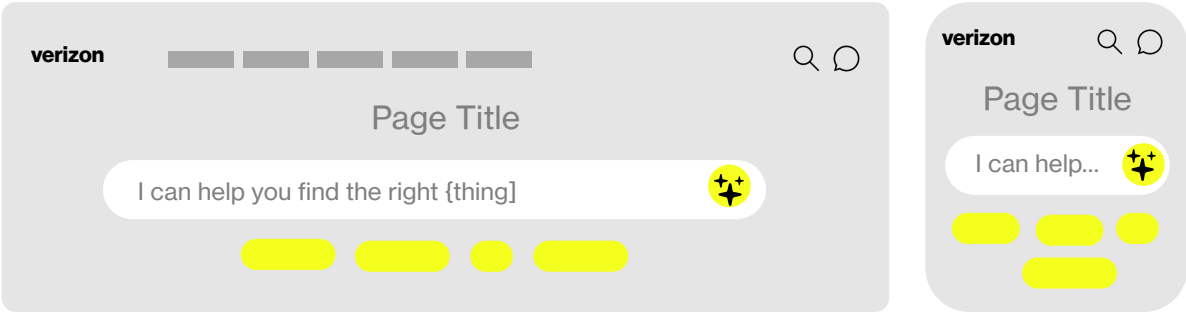 verizon
Page Title
I can help you find the right {thing]
verizon
Page Title
I can help...